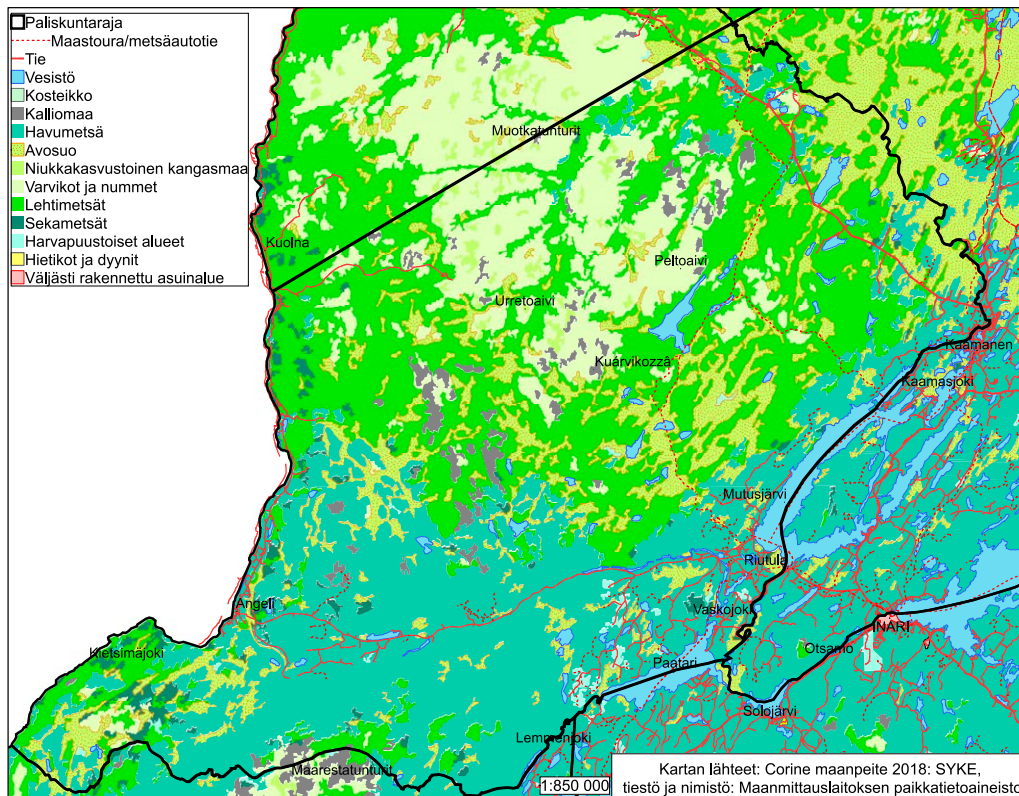 Paliskuntaraja
Maastoura/metsäautotie
Tie
Vesistö
Kosteikko
Kalliomaa
Havumetsä
Avosuo
Niukkakasvustoinen kangasmaa
Varvikot ja nummet
Lehtimetsät
Sekametsät
Harvapuustoiset alueet
Hietikot ja dyynit
Väljästi rakennettu asuinalue
Muotkatunturit
Kuolna
Peltoaivi
Urretoaivi
Kaamanen
Kuárvikozzâ
Kaamasjoki
Mutusjärvi
Riutula
Angeli
Vaskojoki
INARI
Kietsimäjoki
Otsamo
Paatari
Solojärvi
Lemmenjoki
Maarestatunturit
1:850 000
Kartan lähteet: Corine maanpeite 2018: SYKE,
tiestö ja nimistö: Maanmittauslaitoksen paikkatietoaineisto